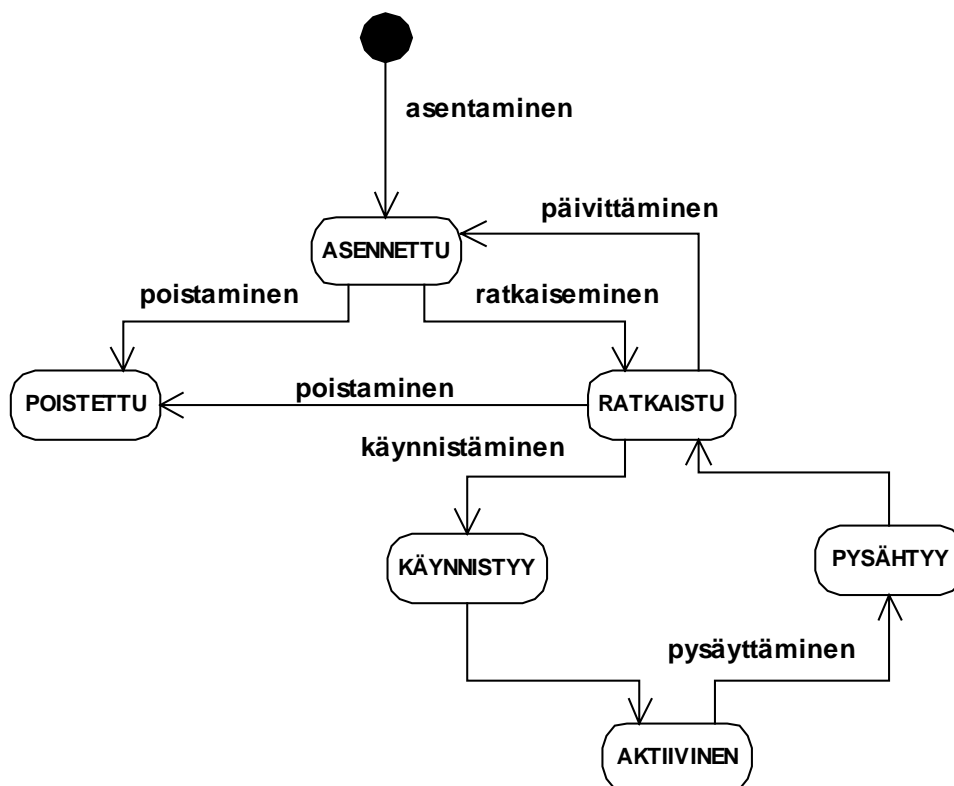 asentaminen
päivittäminen
ASENNETTU
poistaminen
ratkaiseminen
POISTETTU
poistaminen
RATKAISTU
käynnistäminen
KÄYNNISTYY
PYSÄHTYY
pysäyttäminen
AKTIIVINEN